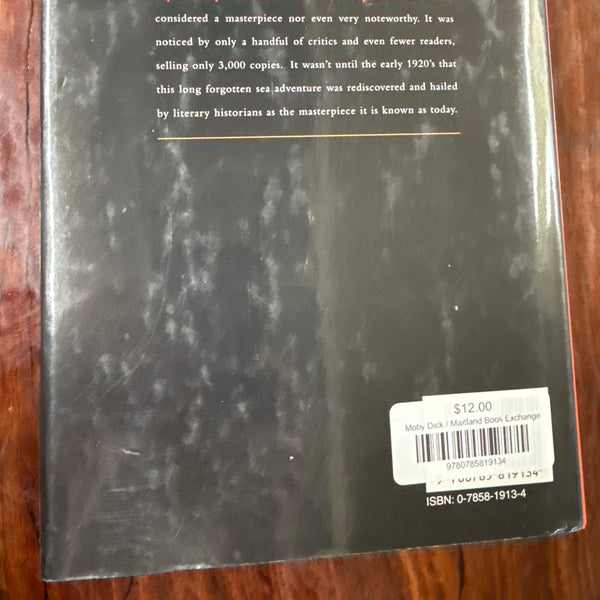 considered a masterpiece nor even very noteworthy. It was
noticed by only a handful of critics and even fewer readers,
selling only 3,000 copies. It wasn't until the early 1920's that
this long forgotten sea adventure was rediscovered and hailed
by literary historians as the masterpiece it is known as today.
$12.00
Moby Dick / Maitland Book Exchange
9780785819134
ISBN: 0-7858-1913-4